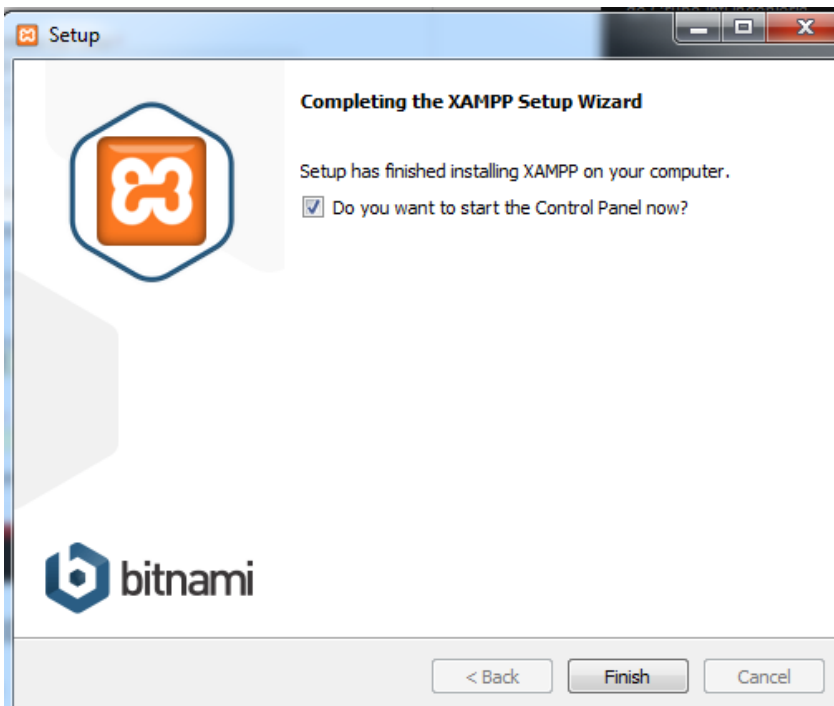 Setup
Completing the XAMPP Setup Wizard
Setup has finished installing XAMPP on your computer.
Do you want to start the Control Panel now?
bitnami
< Back
Finish
Cancel